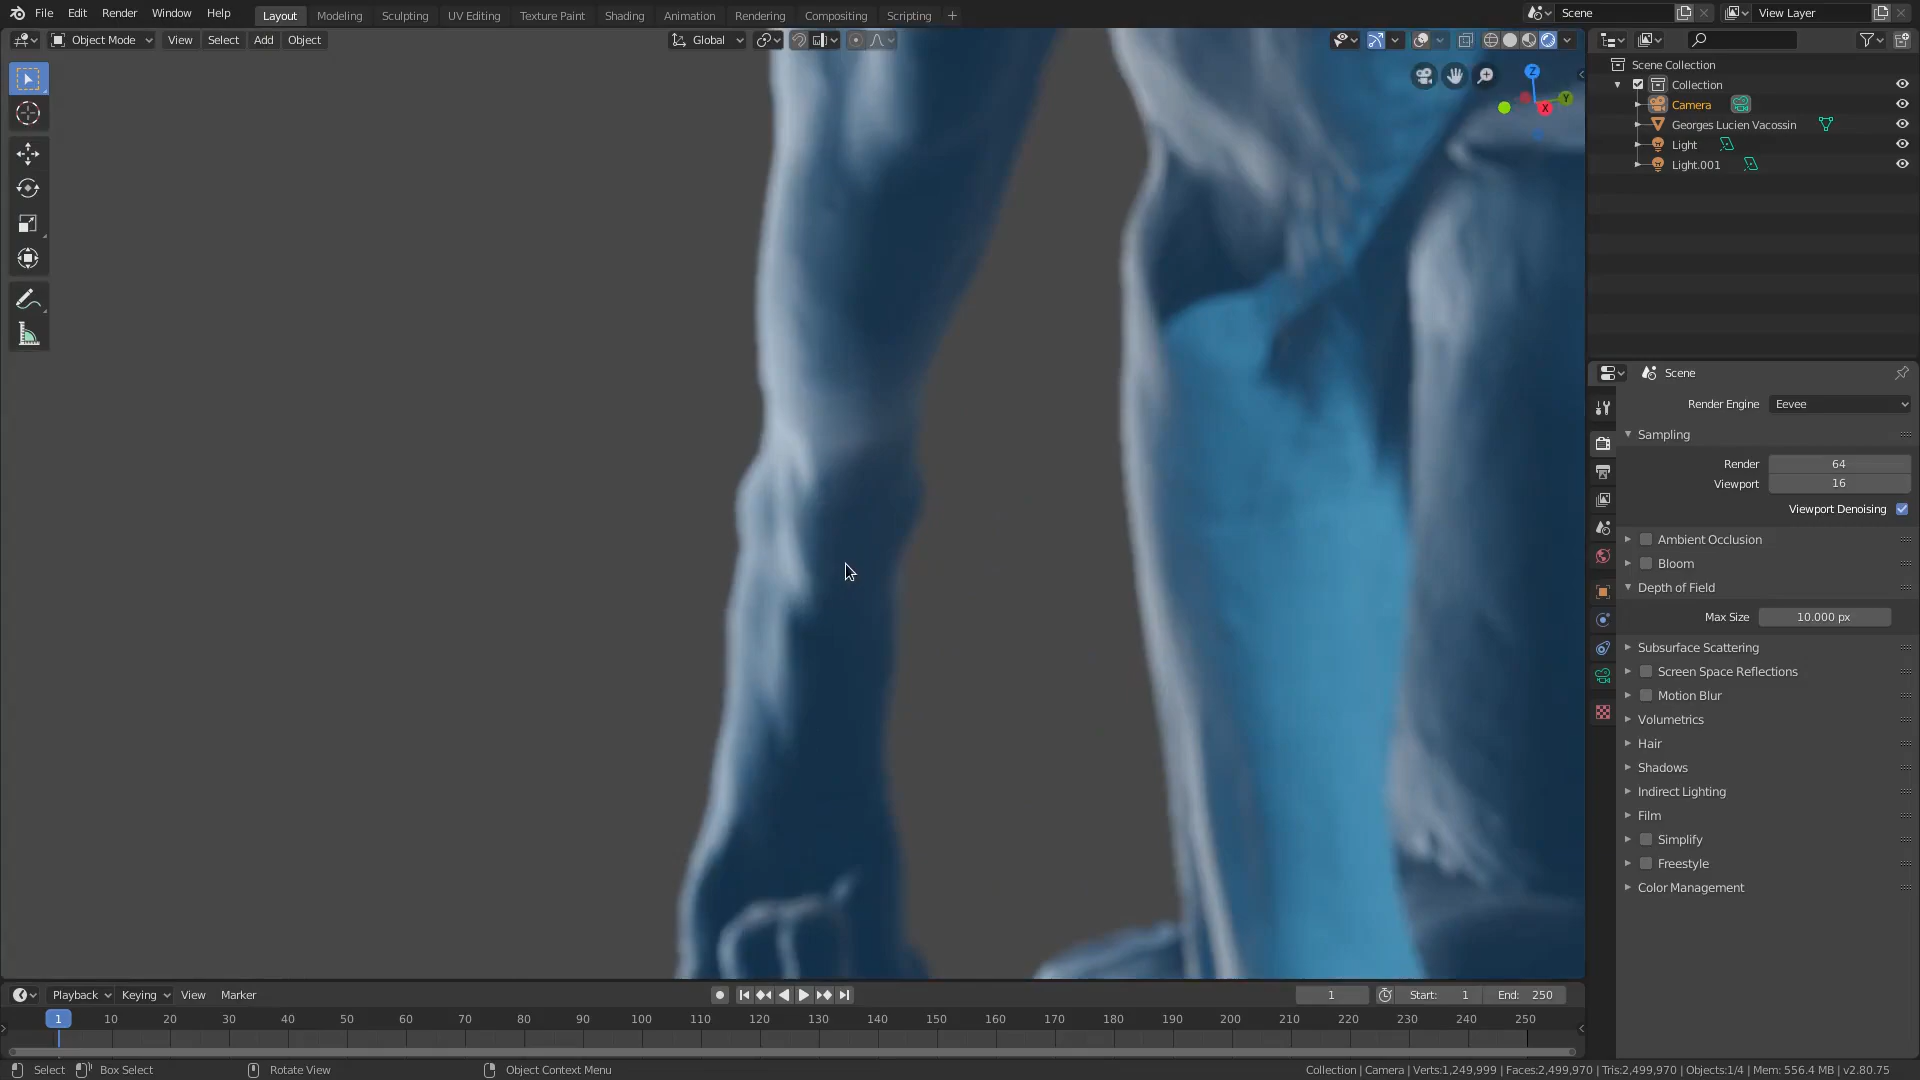 File Edit Render Window Help Layout Modeling Sculpting UV Editing Texture Paint Shading Animation Rendering Compositing Scripting + Scene View Layer
Object Mode View Select Add Object Global
Z
Y
X
Scene Collection
Collection
Camera
Georges Lucien Vacossin
Light
Light.001
Scene
Render Engine Eevee
Sampling
Render 64
Viewport 16
Viewport Denoising
Ambient Occlusion
Bloom
Depth of Field
Max Size 10.000 px
Subsurface Scattering
Screen Space Reflections
Motion Blur
Volumetrics
Hair
Shadows
Indirect Lighting
Film
Simplify
Freestyle
Color Management
Playback Keying View Marker 1 Start: 1 End: 250
1 10 20 30 40 50 60 70 80 90 100 110 120 130 140 150 160 170 180 190 200 210 220 230 240 250
Select Box Select Rotate View Object Context Menu Collection | Camera | Verts:1,249,999 | Faces:2,499,970 | Tris:2,499,970 | Objects:1/4 | Mem: 556.4 MB | v2.80.75